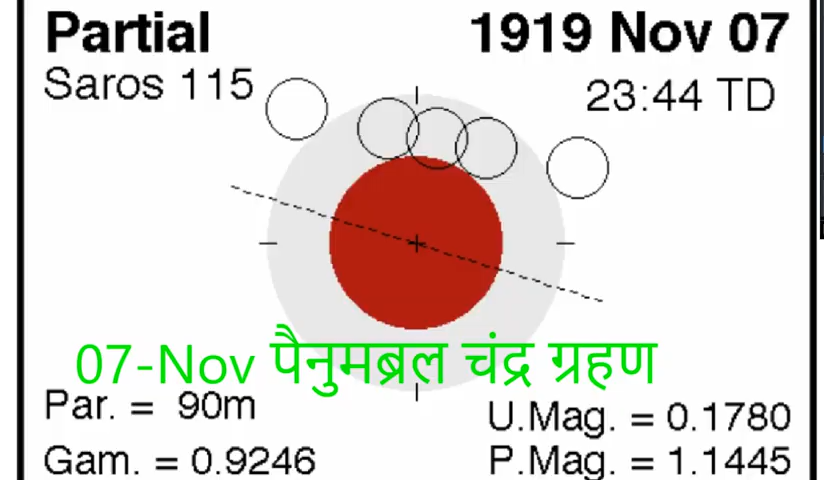 Partial 1919 Nov 07
Saros 115 23:44 TD
07-Nov पैनुमब्रल चंद्र ग्रहण
Par. = 90m U.Mag. = 0.1780
Gam. = 0.9246 P.Mag. = 1.1445